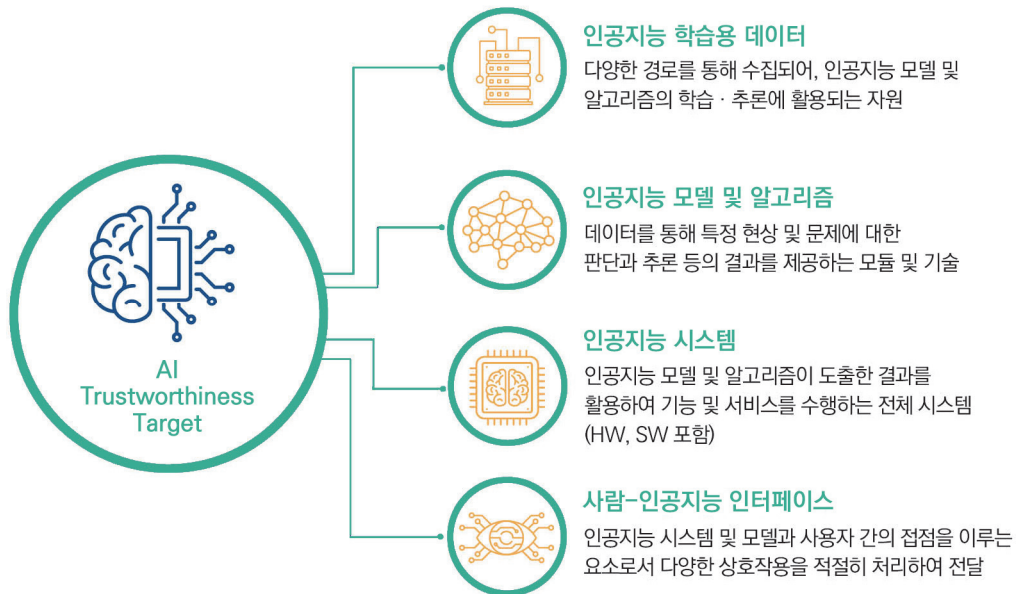 인공지능 학습용 데이터
다양한 경로를 통해 수집되어, 인공지능 모델 및
알고리즘의 학습 · 추론에 활용되는 자원
인공지능 모델 및 알고리즘
데이터를 통해 특정 현상 및 문제에 대한
판단과 추론 등의 결과를 제공하는 모듈 및 기술
AI
Trustworthiness
Target
인공지능 시스템
인공지능 모델 및 알고리즘이 도출한 결과를
활용하여 기능 및 서비스를 수행하는 전체 시스템
(HW, SW 포함)
사람-인공지능 인터페이스
인공지능 시스템 및 모델과 사용자 간의 접점을 이루는
요소로서 다양한 상호작용을 적절히 처리하여 전달